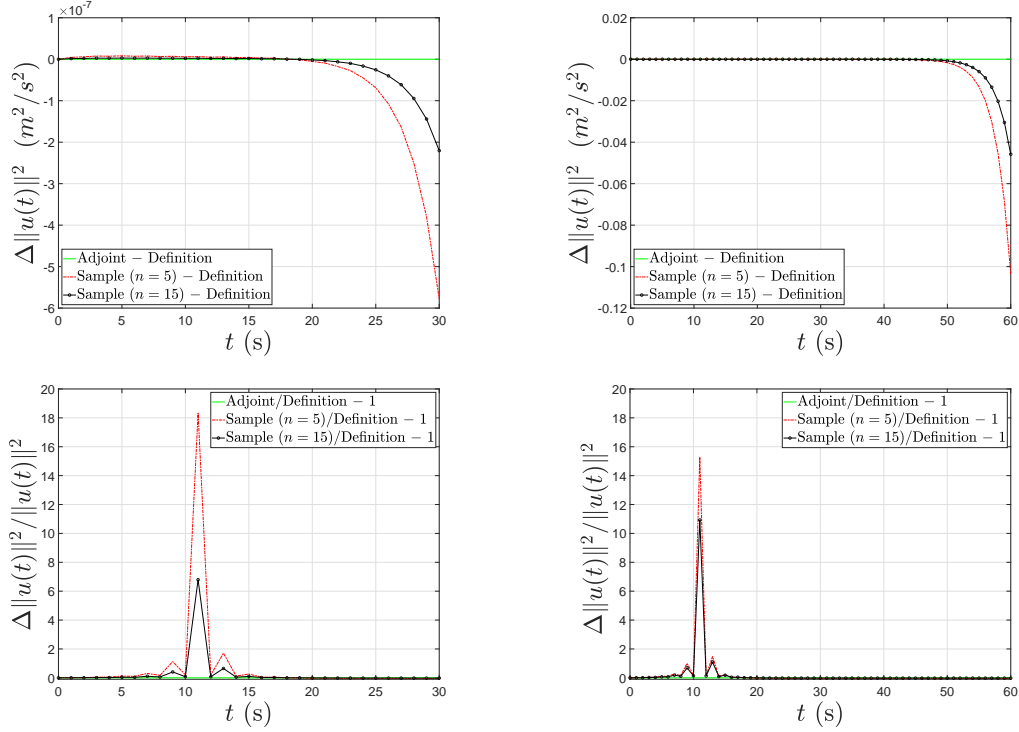 ×10⁻⁷
1
0
-1
-2
-3
-4
-5
-6
0 5 10 15 20 25 30
Δ||u(t)||² (m²/s²)
t (s)
Adjoint − Definition
Sample (n = 5) − Definition
Sample (n = 15) − Definition
0.02
0
-0.02
-0.04
-0.06
-0.08
-0.1
-0.12
0 10 20 30 40 50 60
Δ||u(t)||² (m²/s²)
t (s)
Adjoint − Definition
Sample (n = 5) − Definition
Sample (n = 15) − Definition
20
18
16
14
12
10
8
6
4
2
0
0 5 10 15 20 25 30
Δ||u(t)||²/||u(t)||²
t (s)
Adjoint/Definition − 1
Sample (n = 5)/Definition − 1
Sample (n = 15)/Definition − 1
20
18
16
14
12
10
8
6
4
2
0
0 10 20 30 40 50 60
Δ||u(t)||²/||u(t)||²
t (s)
Adjoint/Definition − 1
Sample (n = 5)/Definition − 1
Sample (n = 15)/Definition − 1